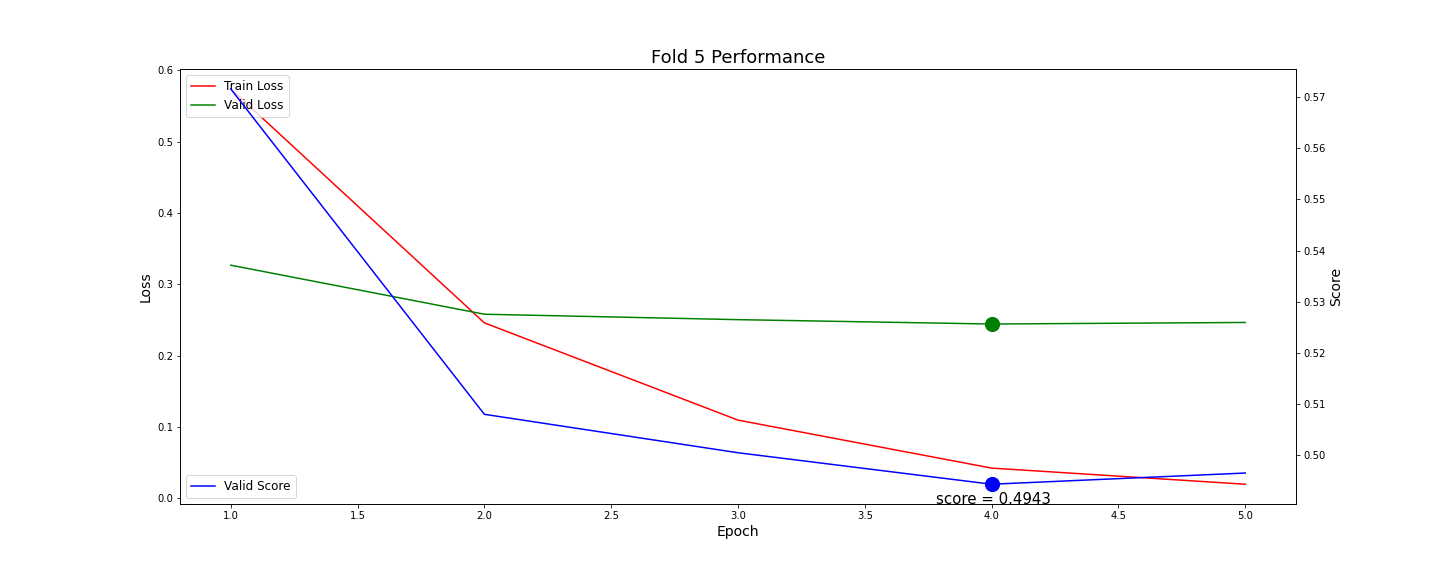 Fold 5 Performance
Train Loss
Valid Loss
Valid Score
0.6
0.5
0.4
0.3
0.2
0.1
0.0
Loss
0.57
0.56
0.55
0.54
0.53
0.52
0.51
0.50
Score
score = 0.4943
1.0 1.5 2.0 2.5 3.0 3.5 4.0 4.5 5.0
Epoch